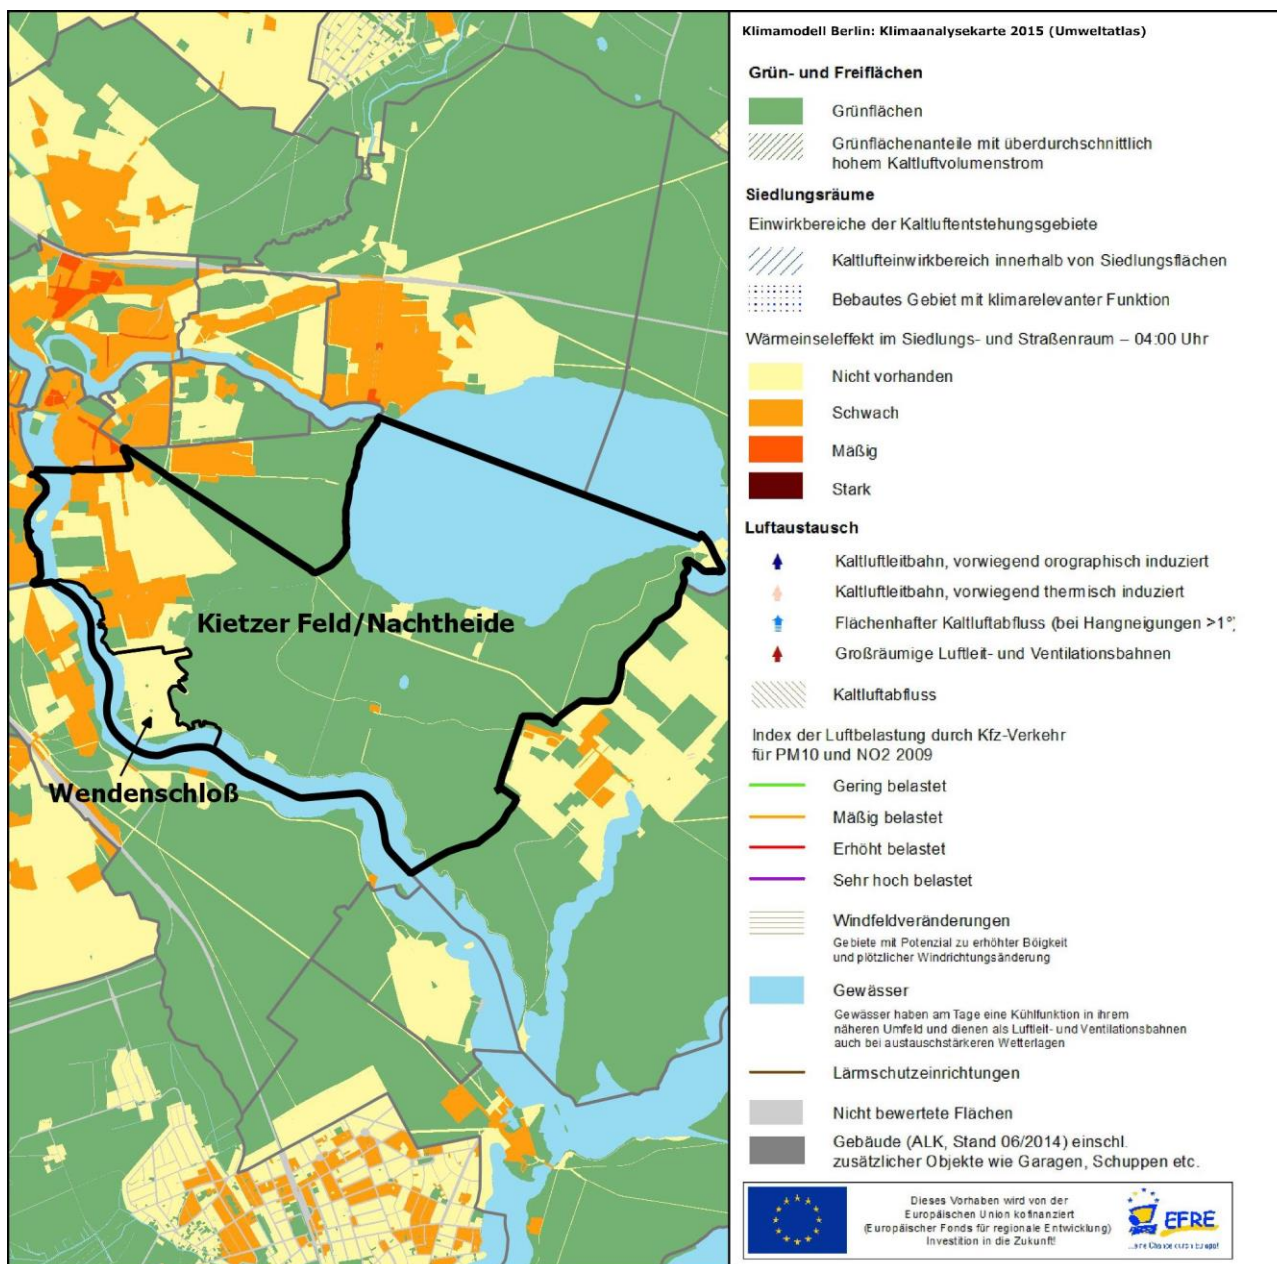 Klimamodell Berlin: Klimaanalysekarte 2015 (Umweltatlas)
Grün- und Freiflächen
Grünflächen
Grünflächenanteile mit überdurchschnittlich
hohem Kaltluftvolumenstrom
Siedlungsräume
Einwirkbereiche der Kaltluftentstehungsgebiete
Kaltlufteinwirkbereich innerhalb von Siedlungsflächen
Bebautes Gebiet mit klimarelevanter Funktion
Wärmeinseleffekt im Siedlungs- und Straßenraum – 04:00 Uhr
Nicht vorhanden
Schwach
Mäßig
Stark
Luftaustausch
Kaltluftleitbahn, vorwiegend orographisch induziert
Kaltluftleitbahn, vorwiegend thermisch induziert
Flächenhafter Kaltluftabfluss (bei Hangneigungen >1°)
Großräumige Luftleit- und Ventilationsbahnen
Kaltluftabfluss
Index der Luftbelastung durch Kfz-Verkehr
für PM10 und NO2 2009
Gering belastet
Mäßig belastet
Erhöht belastet
Sehr hoch belastet
Windfeldveränderungen
Gebiete mit Potenzial zu erhöhter Böigkeit
und plötzlicher Windrichtungsänderung
Gewässer
Gewässer haben am Tage eine Kühlfunktion in ihrem
näheren Umfeld und dienen als Luftleit- und Ventilationsbahnen
auch bei austauschstärkeren Wetterlagen
Lärmschutzeinrichtungen
Nicht bewertete Flächen
Gebäude (ALK, Stand 06/2014) einschl.
zusätzlicher Objekte wie Garagen, Schuppen etc.
Dieses Vorhaben wird von der
Europäischen Union kofinanziert
(Europäischer Fonds für regionale Entwicklung)
Investition in die Zukunft!
EFRE
...eine Chance durch Europa!
Kietzer Feld/Nachtheide
Wendenschloß